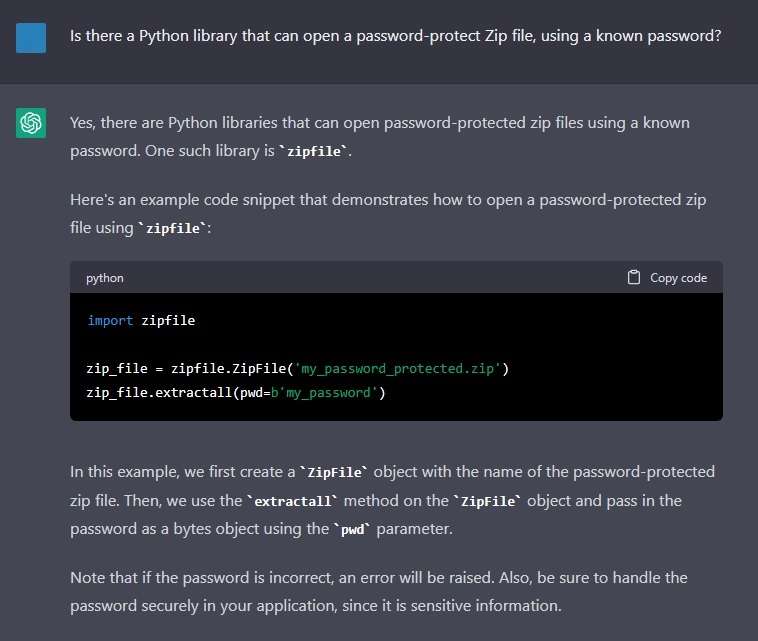 Is there a Python library that can open a password-protect Zip file, using a known password?
Yes, there are Python libraries that can open password-protected zip files using a known
password. One such library is `zipfile`.
Here's an example code snippet that demonstrates how to open a password-protected zip
file using `zipfile`:
python
Copy code
import zipfile
zip_file = zipfile.ZipFile('my_password_protected.zip')
zip_file.extractall(pwd=b'my_password')
In this example, we first create a `ZipFile` object with the name of the password-protected
zip file. Then, we use the `extractall` method on the `ZipFile` object and pass in the
password as a bytes object using the `pwd` parameter.
Note that if the password is incorrect, an error will be raised. Also, be sure to handle the
password securely in your application, since it is sensitive information.